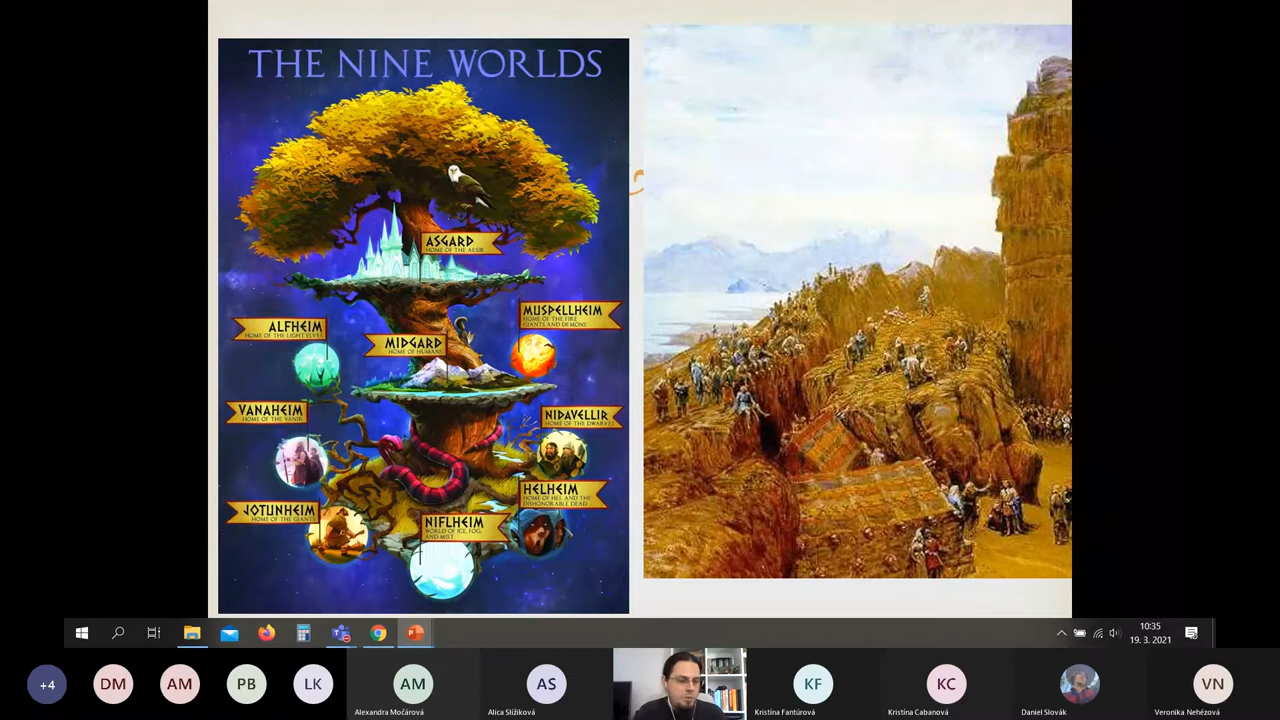 THE NINE WORLDS
ASGARD
HOME OF THE AESIR
MUSPELLHEIM
HOME OF THE FIRE
GIANTS AND DEMONS
ALFHEIM
HOME OF THE LIGHT ELVES
MIDGARD
HOME OF HUMANS
VANAHEIM
HOME OF THE VANIR
NIDAVELLIR
HOME OF THE DWARVES
HELHEIM
HOME OF HEL AND THE
DISHONORABLE DEAD
JOTUNHEIM
HOME OF THE GIANTS
NIFLHEIM
WORLD OF ICE, FOG,
AND MIST
10:35
19. 3. 2021
+4
DM
AM
PB
LK
AM
Alexandra Močárová
AS
Alica Slížiková
KF
Kristína Fantúrová
KC
Kristína Cabanová
Daniel Slovák
VN
Veronika Nehézová